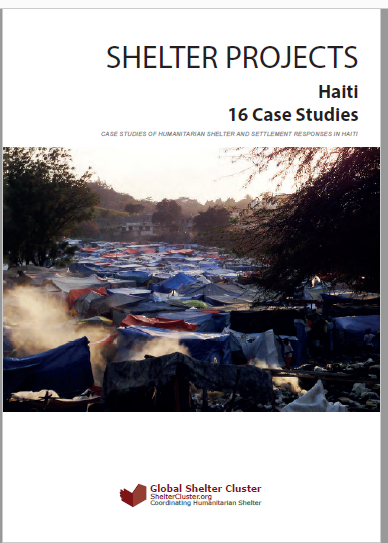 SHELTER PROJECTS
Haiti
16 Case Studies
CASE STUDIES OF HUMANITARIAN SHELTER AND SETTLEMENT RESPONSES IN HAITI
Global Shelter Cluster
ShelterCluster.org
Coordinating Humanitarian Shelter